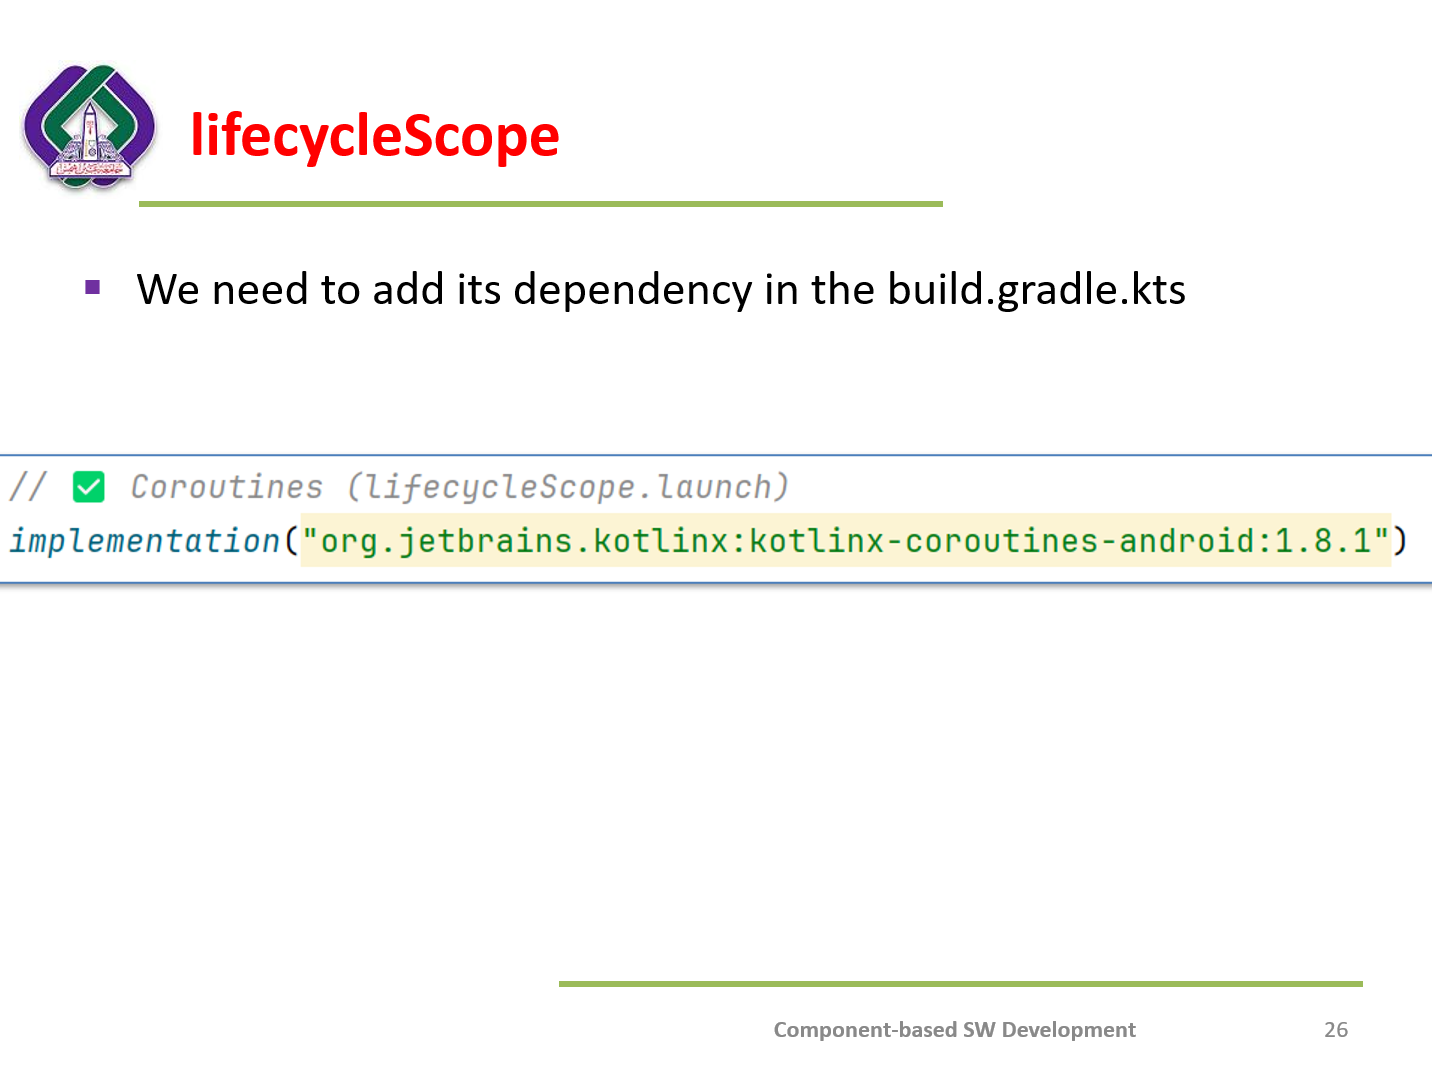 lifecycleScope
▪ We need to add its dependency in the build.gradle.kts
// ✅ Coroutines (lifecycleScope.launch)
implementation("org.jetbrains.kotlinx:kotlinx-coroutines-android:1.8.1")
Component-based SW Development
26